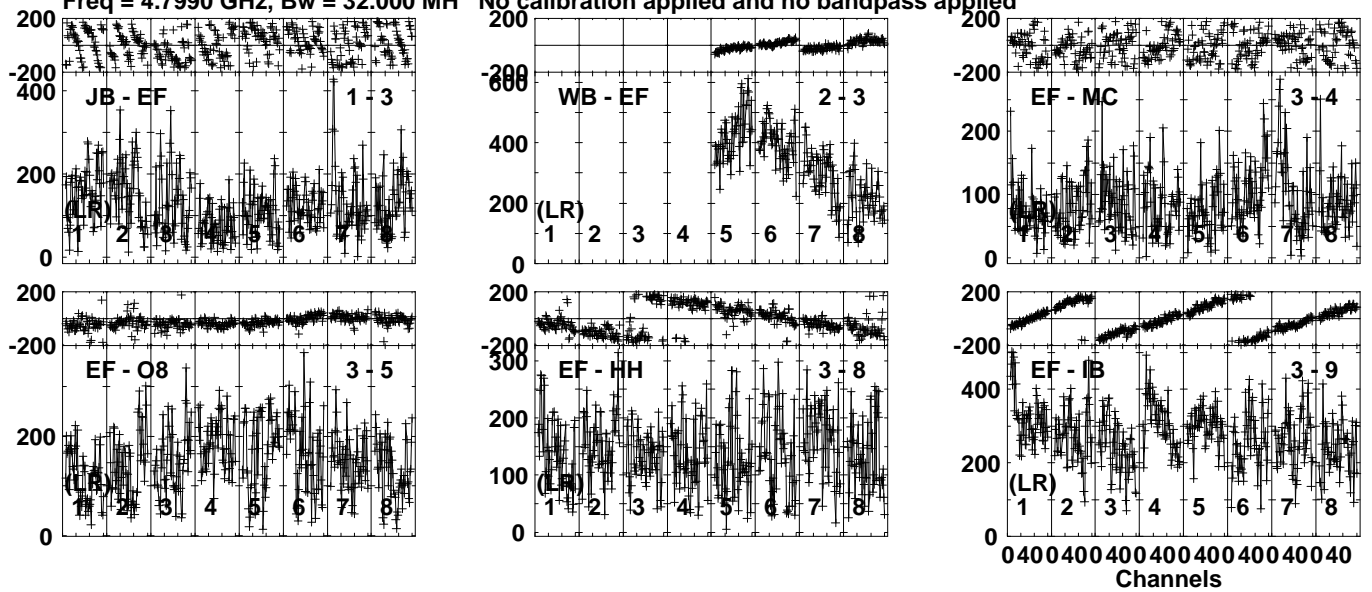 Freq = 4.7990 GHz, Bw = 32.000 MH No calibration applied and no bandpass applied
200
-200
JB - EF 1 - 3
400
200
0
(LR)
1 2 3 4 5 6 7 8
200
-200
WB - EF 2 - 3
600
400
200
0
(LR)
1 2 3 4 5 6 7 8
200
-200
EF - MC 3 - 4
200
100
0
(LR)
1 2 3 4 5 6 7 8
200
-200
EF - O8 3 - 5
200
0
(LR)
1 2 3 4 5 6 7 8
200
-200
EF - HH 3 - 8
300
200
100
0
(LR)
1 2 3 4 5 6 7 8
200
-200
EF - IB 3 - 9
400
200
0
(LR)
1 2 3 4 5 6 7 8
0 40 0 40 0 40 0 40 0 40 0 40 0 40 0 40
Channels